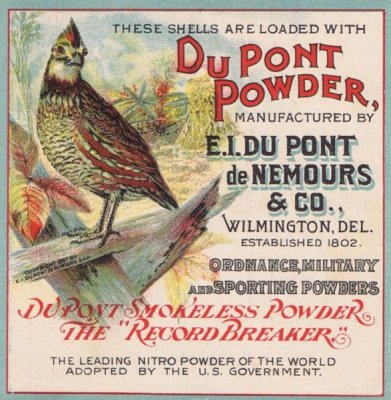 THESE SHELLS ARE LOADED WITH
DU PONT
POWDER,
MANUFACTURED BY
E.I. DU PONT
de NEMOURS
& CO.,
WILMINGTON, DEL.
ESTABLISHED 1802.
ORDNANCE, MILITARY
AND SPORTING POWDERS
DUPONT SMOKELESS POWDER
THE "RECORD BREAKER."
THE LEADING NITRO POWDER OF THE WORLD
ADOPTED BY THE U.S. GOVERNMENT.